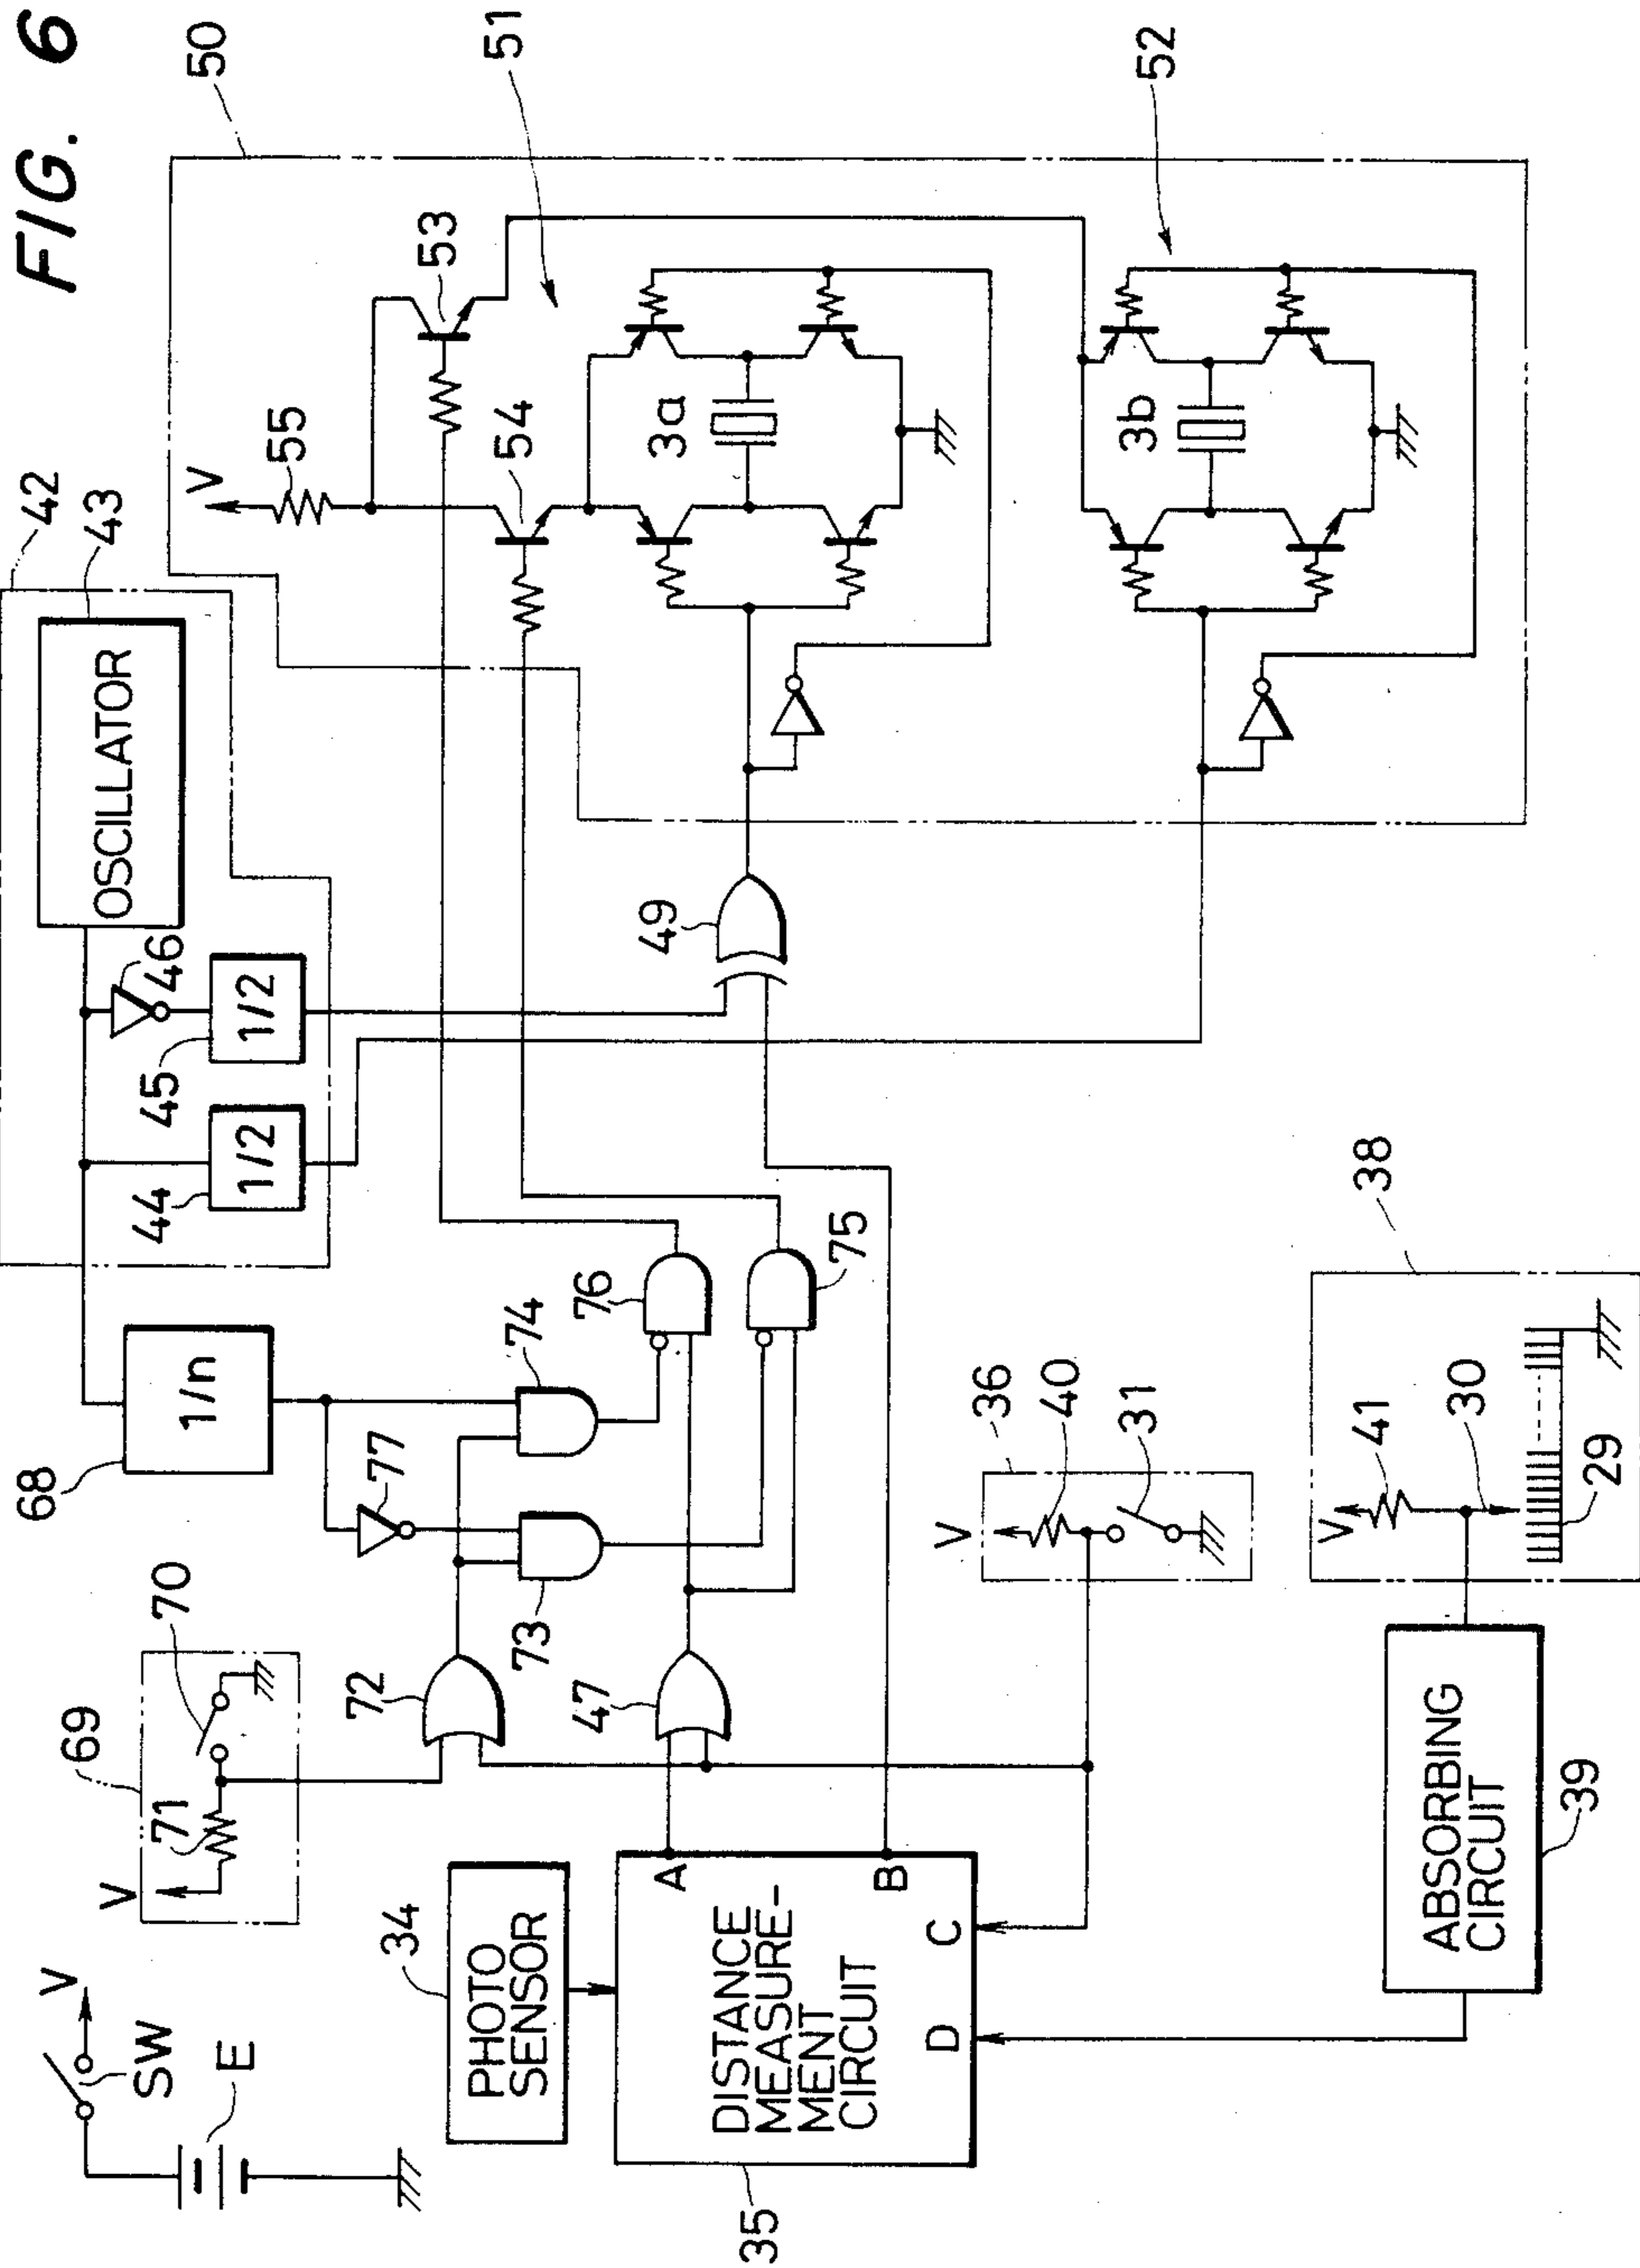 FIG. 6
50
51
52
53
54
55
V
3a
3b
42
43
OSCILLATOR
46
45
1/2
44
1/2
49
68
1/n
77
74
73
76
75
69
70
71
V
72
47
36
40
31
V
38
41
V
30
29
V
SW
E
34
PHOTO
SENSOR
35
DISTANCE
MEASURE-
MENT
CIRCUIT
A
B
C
D
ABSORBING
CIRCUIT
39